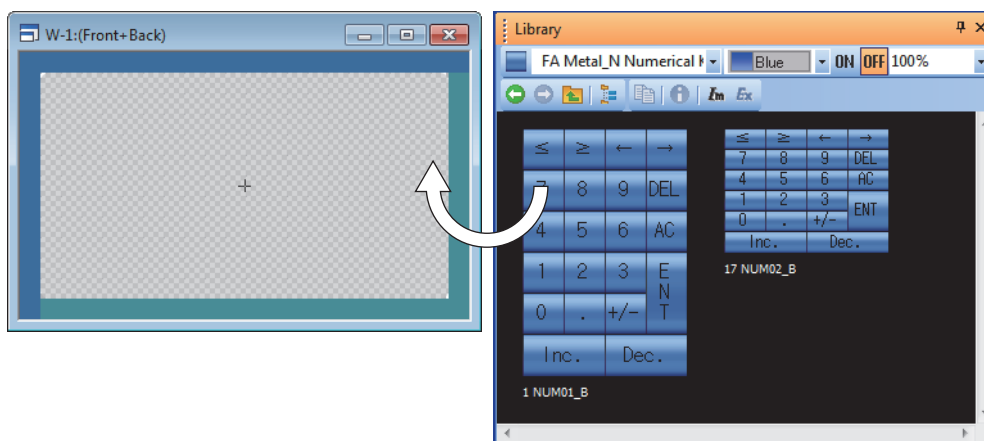 W-1:(Front+Back)
Library
FA Metal_N Numerical K
Blue
ON OFF 100%
Im Ex
≤ ≥ ← →
7 8 9 DEL
4 5 6 AC
1 2 3 ENT
0 . +/-
Inc. Dec.
1 NUM01_B
≤ ≥ ← →
7 8 9 DEL
4 5 6 AC
1 2 3 ENT
0 . +/-
Inc. Dec.
17 NUM02_B